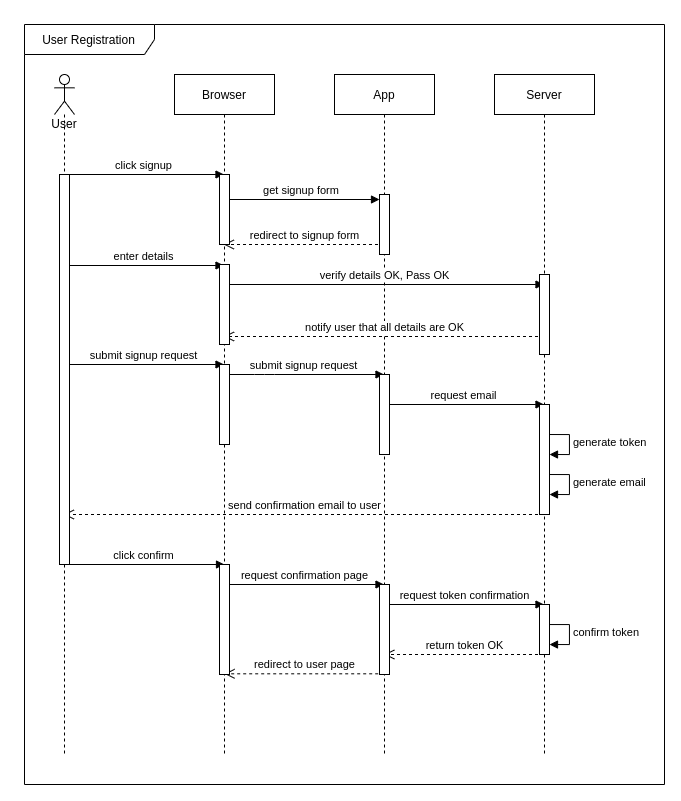 User Registration
User
Browser
App
Server
click signup
get signup form
redirect to signup form
enter details
verify details OK, Pass OK
notify user that all details are OK
submit signup request
submit signup request
request email
generate token
generate email
send confirmation email to user
click confirm
request confirmation page
request token confirmation
confirm token
return token OK
redirect to user page